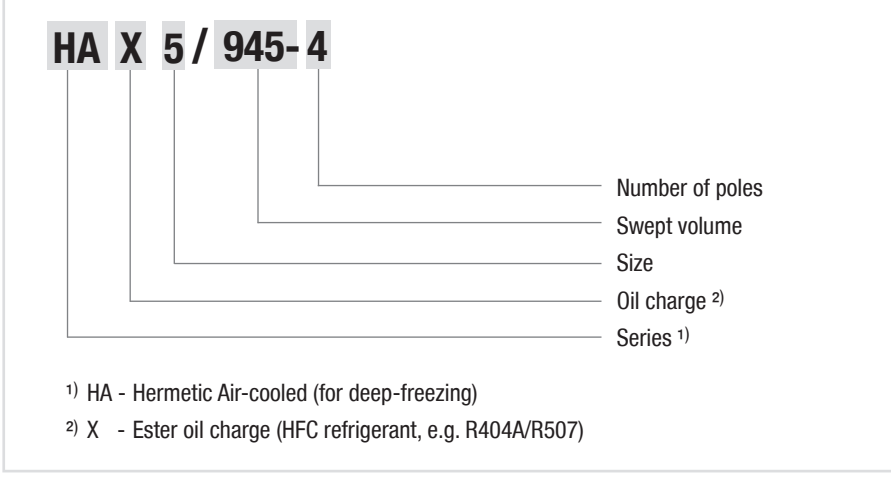 HA X 5 / 945- 4
Number of poles
Swept volume
Size
Oil charge ²⁾
Series ¹⁾
¹⁾ HA - Hermetic Air-cooled (for deep-freezing)
²⁾ X - Ester oil charge (HFC refrigerant, e.g. R404A/R507)